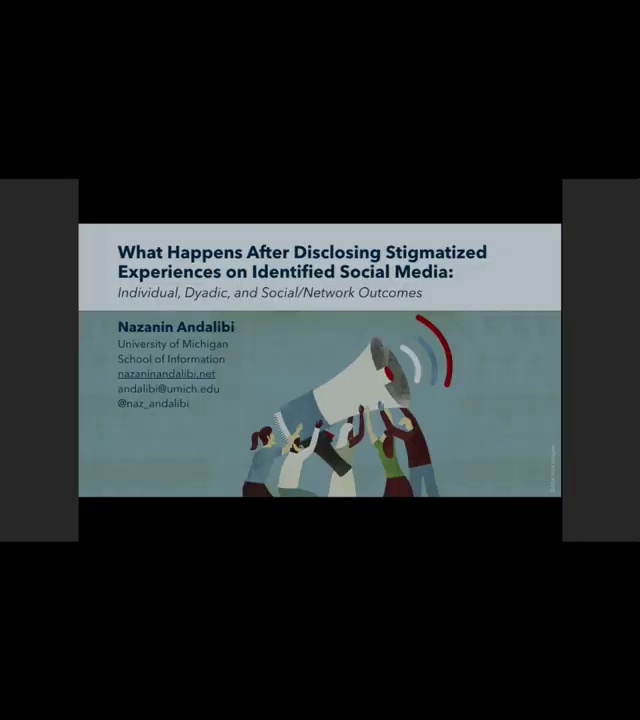 What Happens After Disclosing Stigmatized
Experiences on Identified Social Media:
Individual, Dyadic, and Social/Network Outcomes
Nazanin Andalibi
University of Michigan
School of Information
nazaninandalibi.net
andalibi@umich.edu
@naz_andalibi